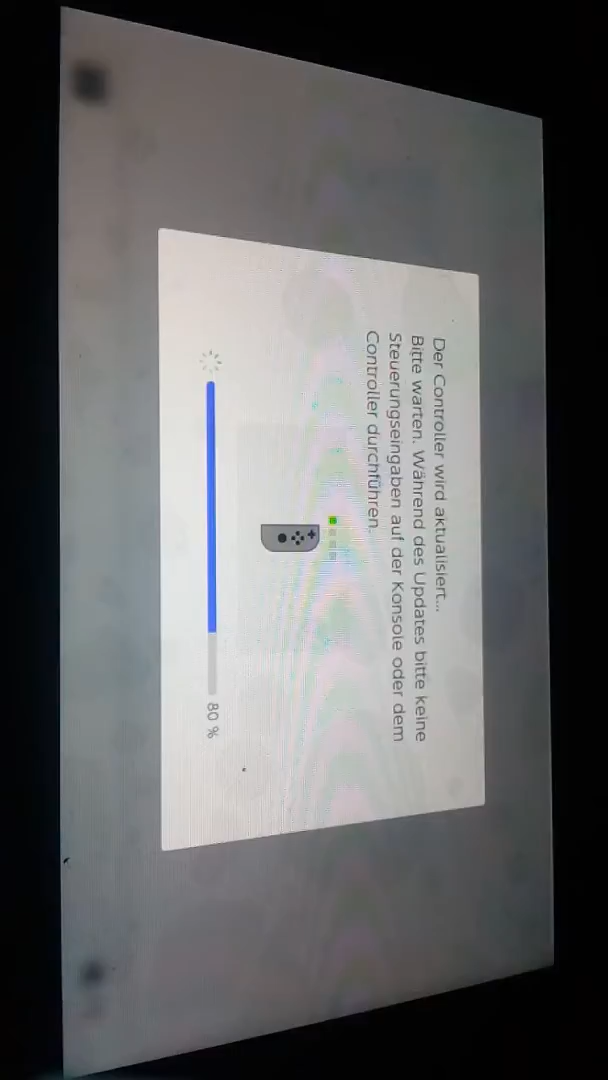 Der Controller wird aktualisiert...
Bitte warten. Während des Updates bitte keine
Steuerungseingaben auf der Konsole oder dem
Controller durchführen.
80 %